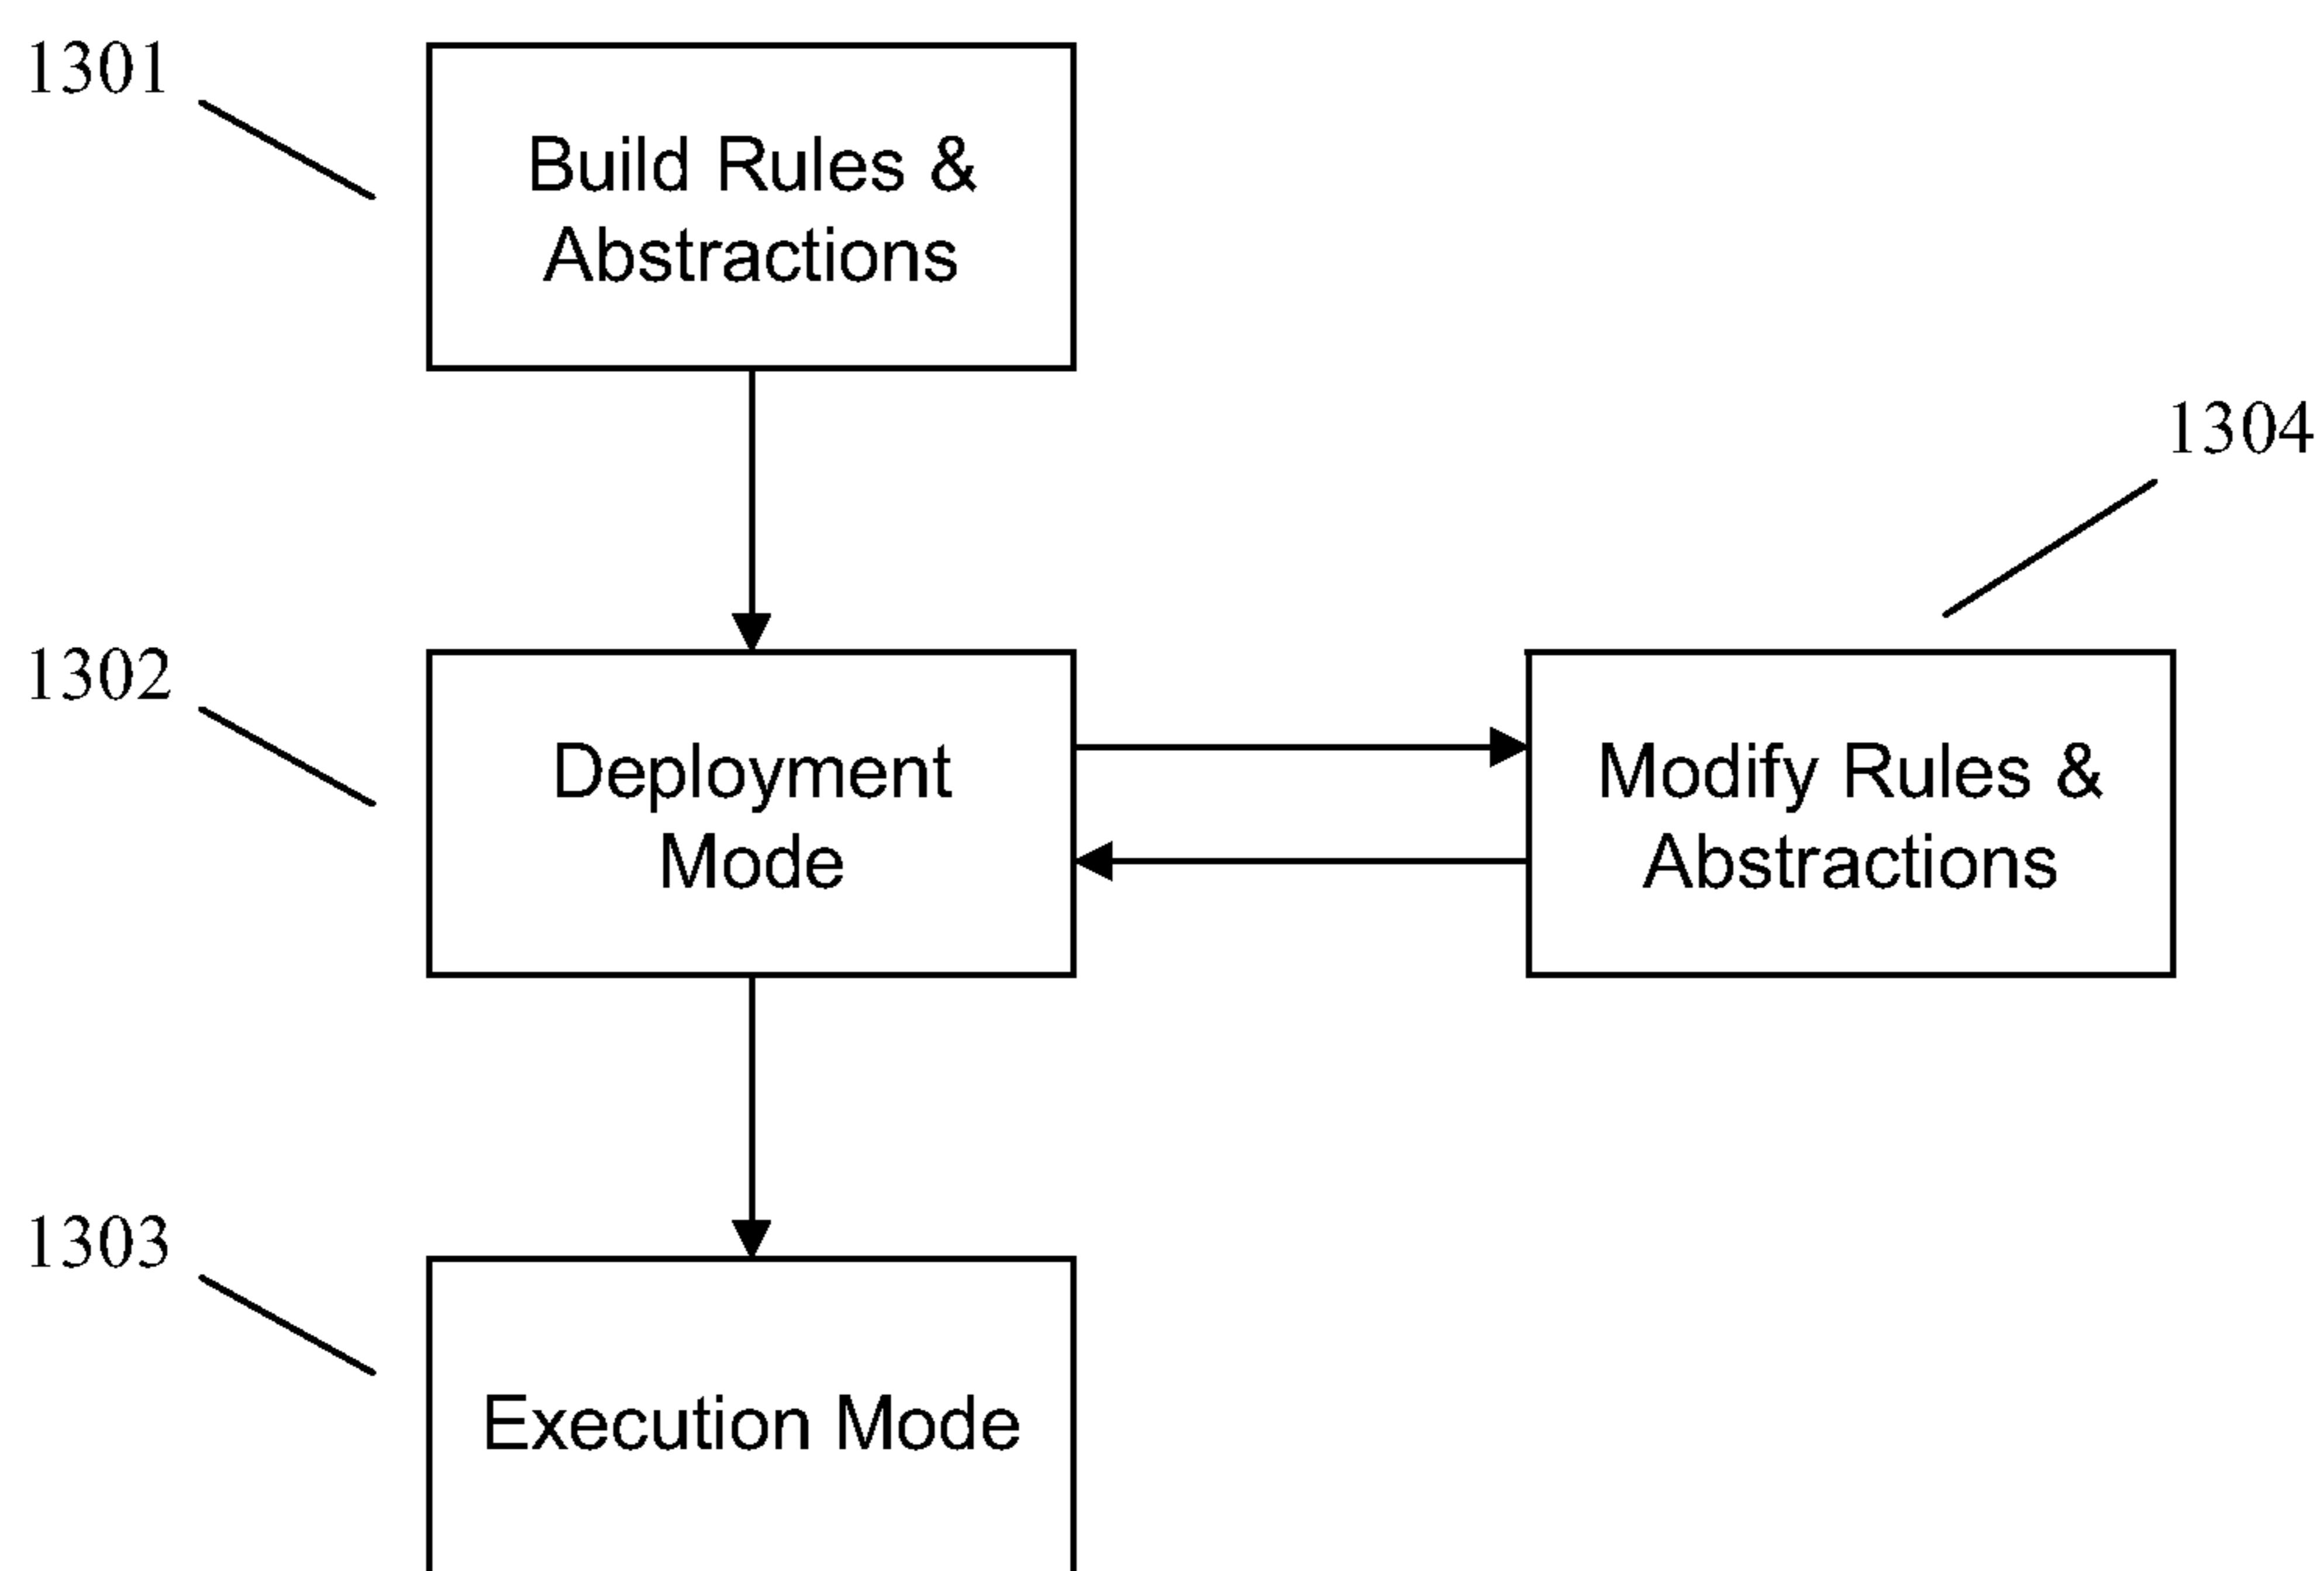 1301
Build Rules &
Abstractions
1304
1302
Deployment
Mode
Modify Rules &
Abstractions
1303
Execution Mode